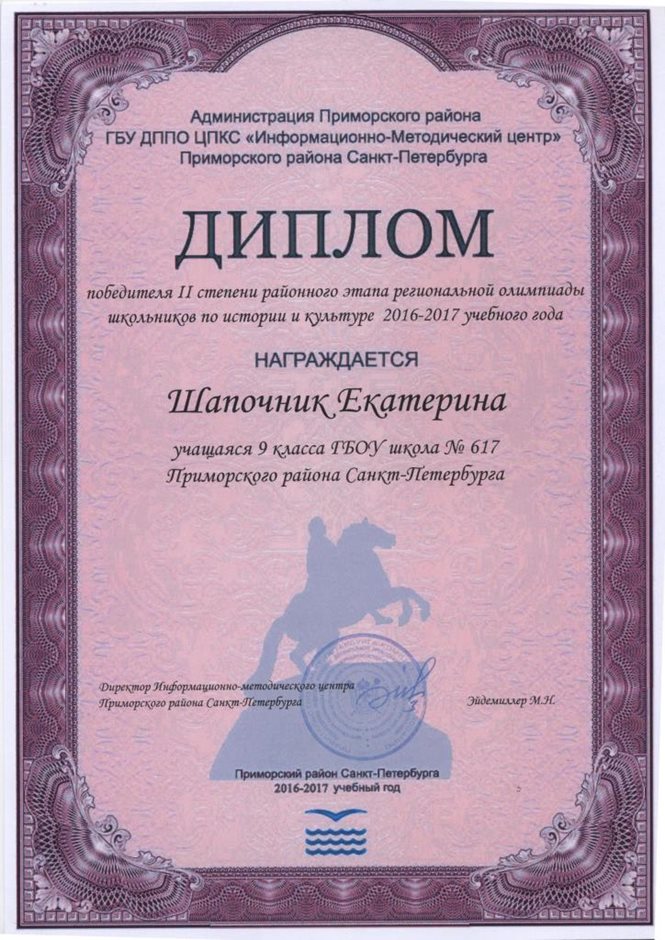 Администрация Приморского района
ГБУ ДППО ЦПКС «Информационно-Методический центр»
Приморского района Санкт-Петербурга
ДИПЛОМ
победителя II степени районного этапа региональной олимпиады
школьников по истории и культуре 2016-2017 учебного года
НАГРАЖДАЕТСЯ
Шапочник Екатерина
учащаяся 9 класса ГБОУ школа № 617
Приморского района Санкт-Петербурга
Директор Информационно-методического центра
Приморского района Санкт-Петербурга
Эйдемиллер М.Н.
Приморский район Санкт-Петербурга
2016-2017 учебный год